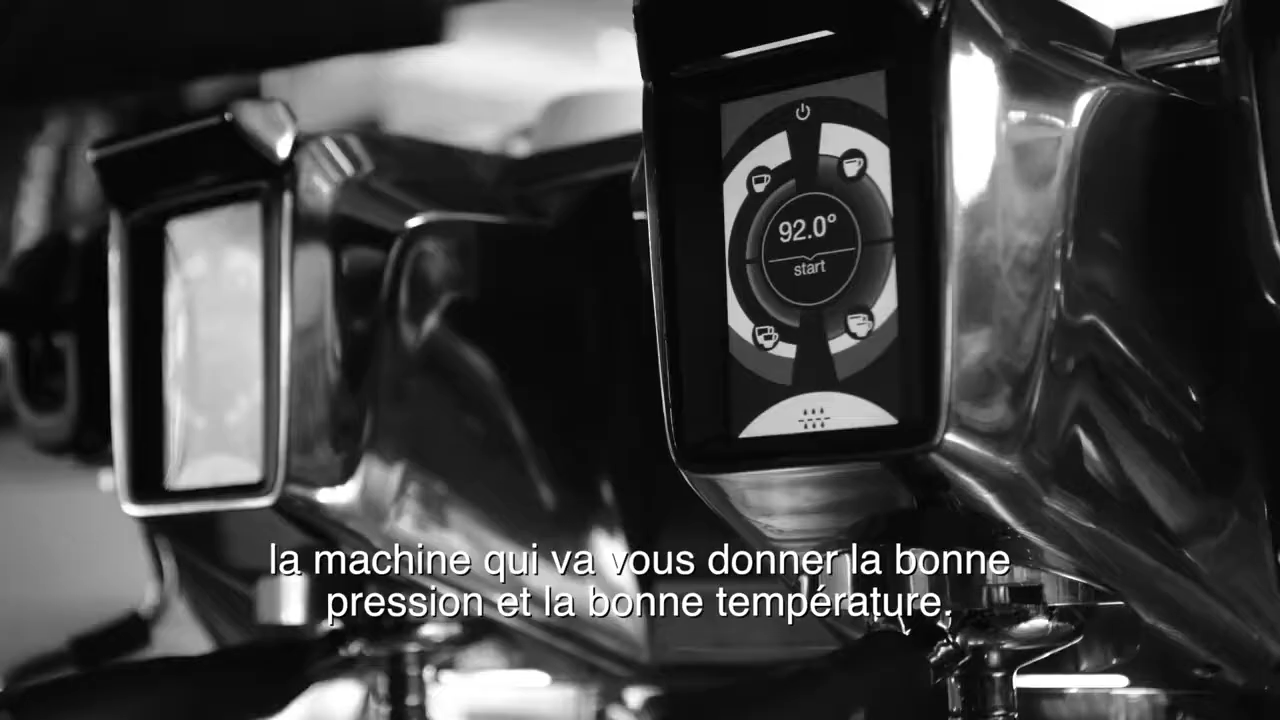 92.0°
start
la machine qui va vous donner la bonne
pression et la bonne température.